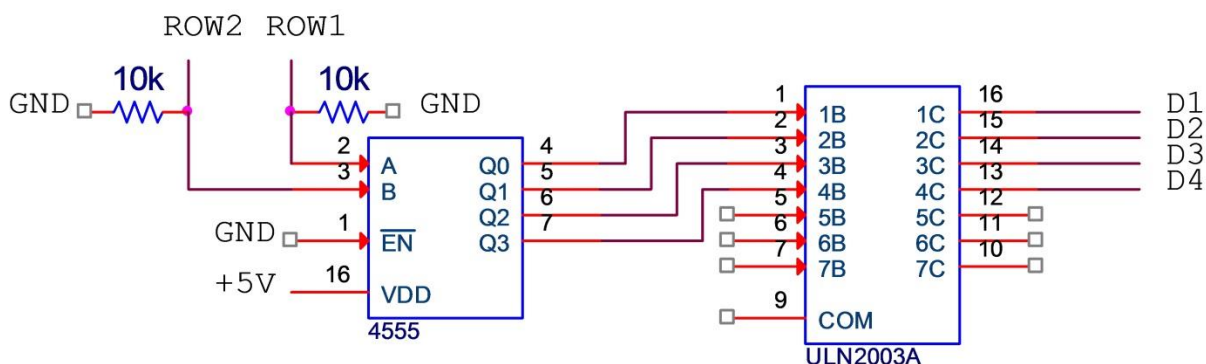 ROW2 ROW1
10k 10k
GND GND
1 16
1B 1C D1
2 15
2B 2C D2
2 4 3 14
A Q0 3B 3C D3
3 5 4 13
B Q1 4B 4C D4
6 5 12
Q2 5B 5C
GND 1 7 6 11
EN Q3 6B 6C
7 10
7B 7C
+5V 16 9
VDD COM
4555
ULN2003A